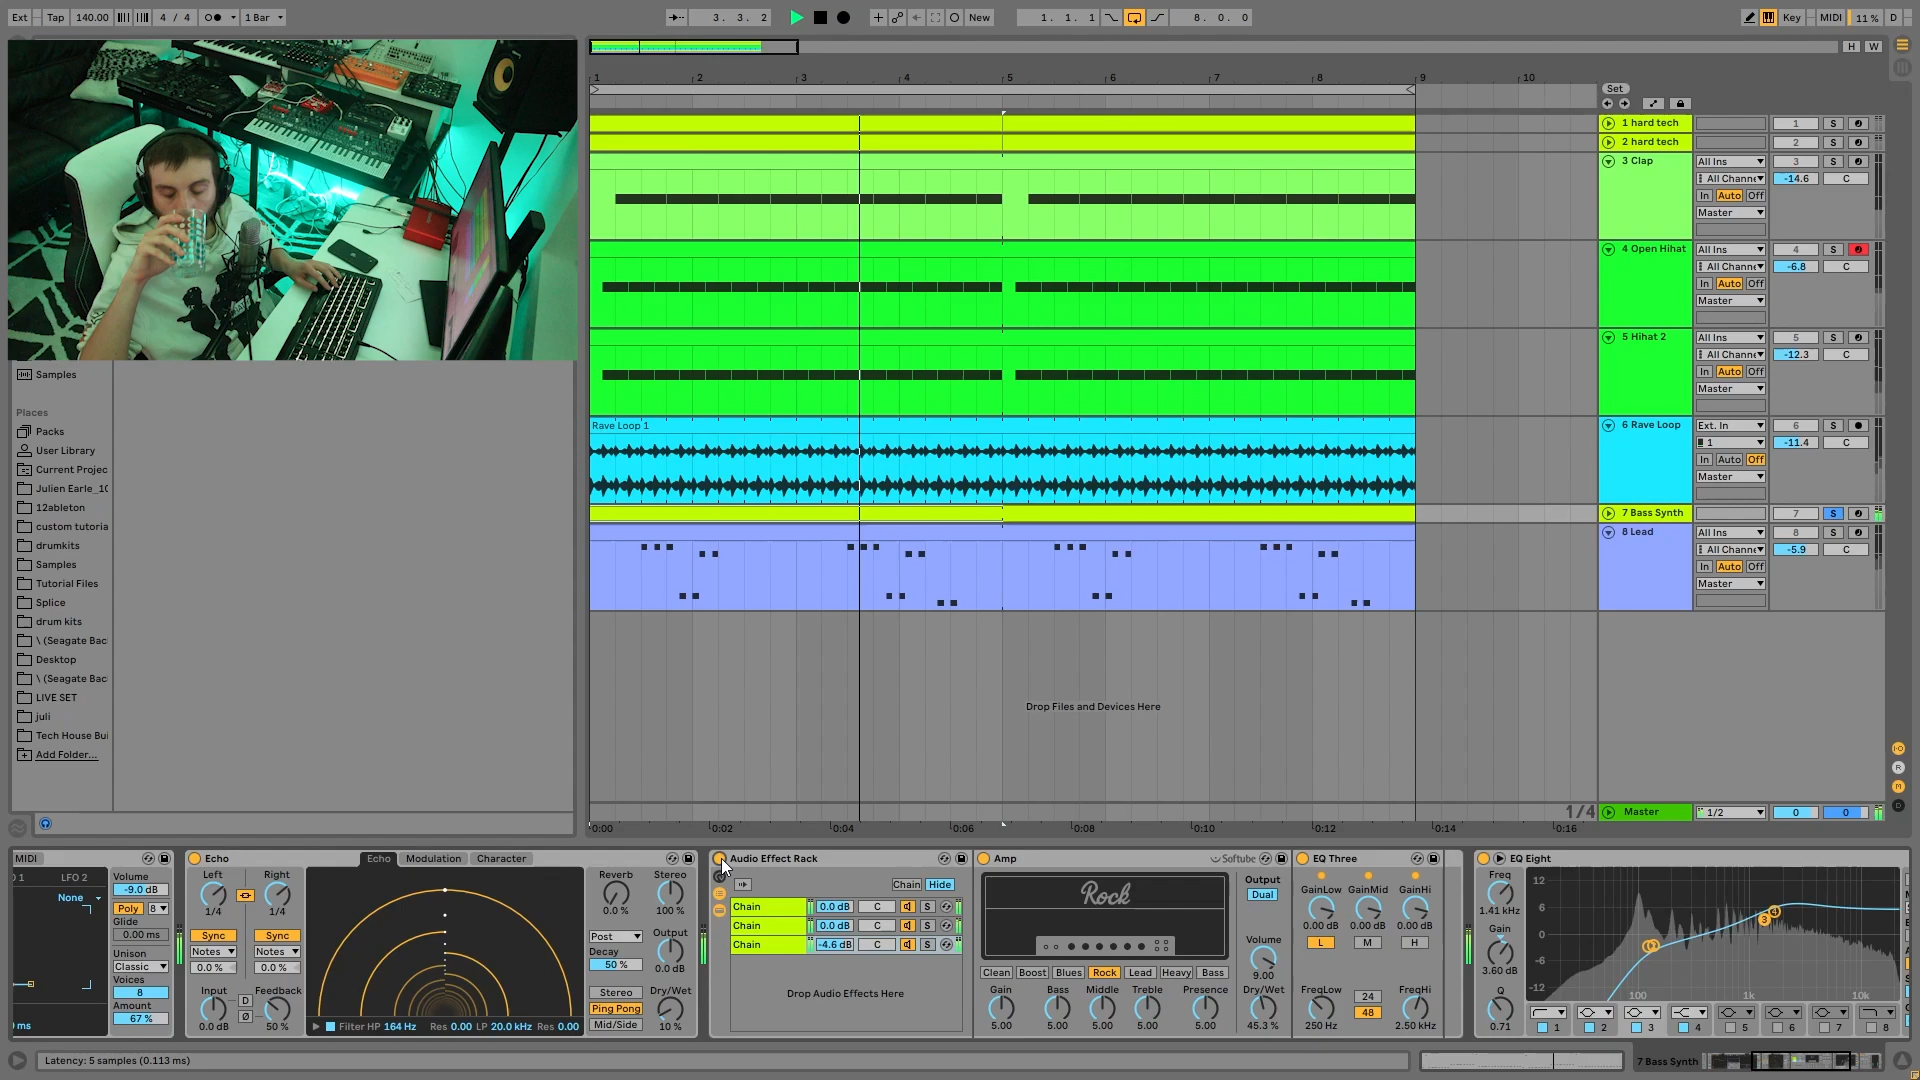 Ext Tap 140.00 4 / 4 1 Bar 3. 3. 2 New 1. 1. 1 8. 0. 0 Key MIDI 11 % D
H W
1 2 3 4 5 6 7 8 9 10
Set
1 hard tech 1 S
2 hard tech 2 S
3 Clap All Ins 3 S
All Channe -14.6 C
In Auto Off
Master
4 Open Hihat All Ins 4 S
All Channe -6.8 C
In Auto Off
Master
5 Hihat 2 All Ins 5 S
All Channe -12.3 C
In Auto Off
Master
Rave Loop 1
6 Rave Loop Ext. In 6 S
1 -11.4 C
In Auto Off
Master
7 Bass Synth 7 S
8 Lead All Ins 8 S
All Channe -5.9 C
In Auto Off
Master
Samples
Places
Packs
User Library
Current Projec
Julien Earle_10
12ableton
custom tutoria
drumkits
Samples
Tutorial Files
Splice
drum kits
\ (Seagate Bac
Desktop
\ (Seagate Bac
LIVE SET
juli
Tech House Bui
Add Folder...
Drop Files and Devices Here
I·O
R
M
D
1/4 Master 1/2 0 0
0:00 0:02 0:04 0:06 0:08 0:10 0:12 0:14 0:16
MIDI
LFO 2
None
Volume
-9.0 dB
Poly 8
Glide
0.00 ms
Unison
Classic
Voices
8
Amount
67 %
ms
Echo Echo Modulation Character
Left Right
1/4 1/4
Sync Sync
Notes Notes
0.0 % 0.0 %
Input D Feedback
Ø
0.0 dB 50 %
Filter HP 164 Hz Res 0.00 LP 20.0 kHz Res 0.00
Reverb Stereo
0.0 % 100 %
Post Output
Decay
50 % 0.0 dB
Stereo Dry/Wet
Ping Pong
Mid/Side 10 %
Audio Effect Rack
Chain Hide
Chain 0.0 dB C S
Chain 0.0 dB C S
Chain -4.6 dB C S
Drop Audio Effects Here
Amp Softube
Rock
Output
Dual
Volume
9.00
Clean Boost Blues Rock Lead Heavy Bass
Gain Bass Middle Treble Presence Dry/Wet
5.00 5.00 5.00 5.00 5.00 45.3 %
EQ Three
GainLow GainMid GainHi
0.00 dB 0.00 dB 0.00 dB
L M H
FreqLow 24 FreqHi
48
250 Hz 2.50 kHz
EQ Eight
Freq
1.41 kHz
Gain
3.60 dB
Q
0.71
12
6
0
-6
-12
3 4
100 1k 10k
1 2 3 4 5 6 7 8
Latency: 5 samples (0.113 ms)
7 Bass Synth